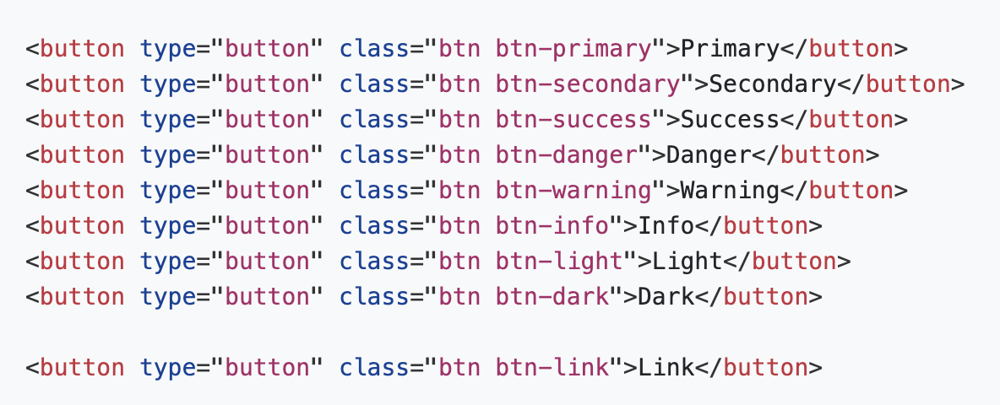 <button type="button" class="btn btn-primary">Primary</button>
<button type="button" class="btn btn-secondary">Secondary</button>
<button type="button" class="btn btn-success">Success</button>
<button type="button" class="btn btn-danger">Danger</button>
<button type="button" class="btn btn-warning">Warning</button>
<button type="button" class="btn btn-info">Info</button>
<button type="button" class="btn btn-light">Light</button>
<button type="button" class="btn btn-dark">Dark</button>

<button type="button" class="btn btn-link">Link</button>